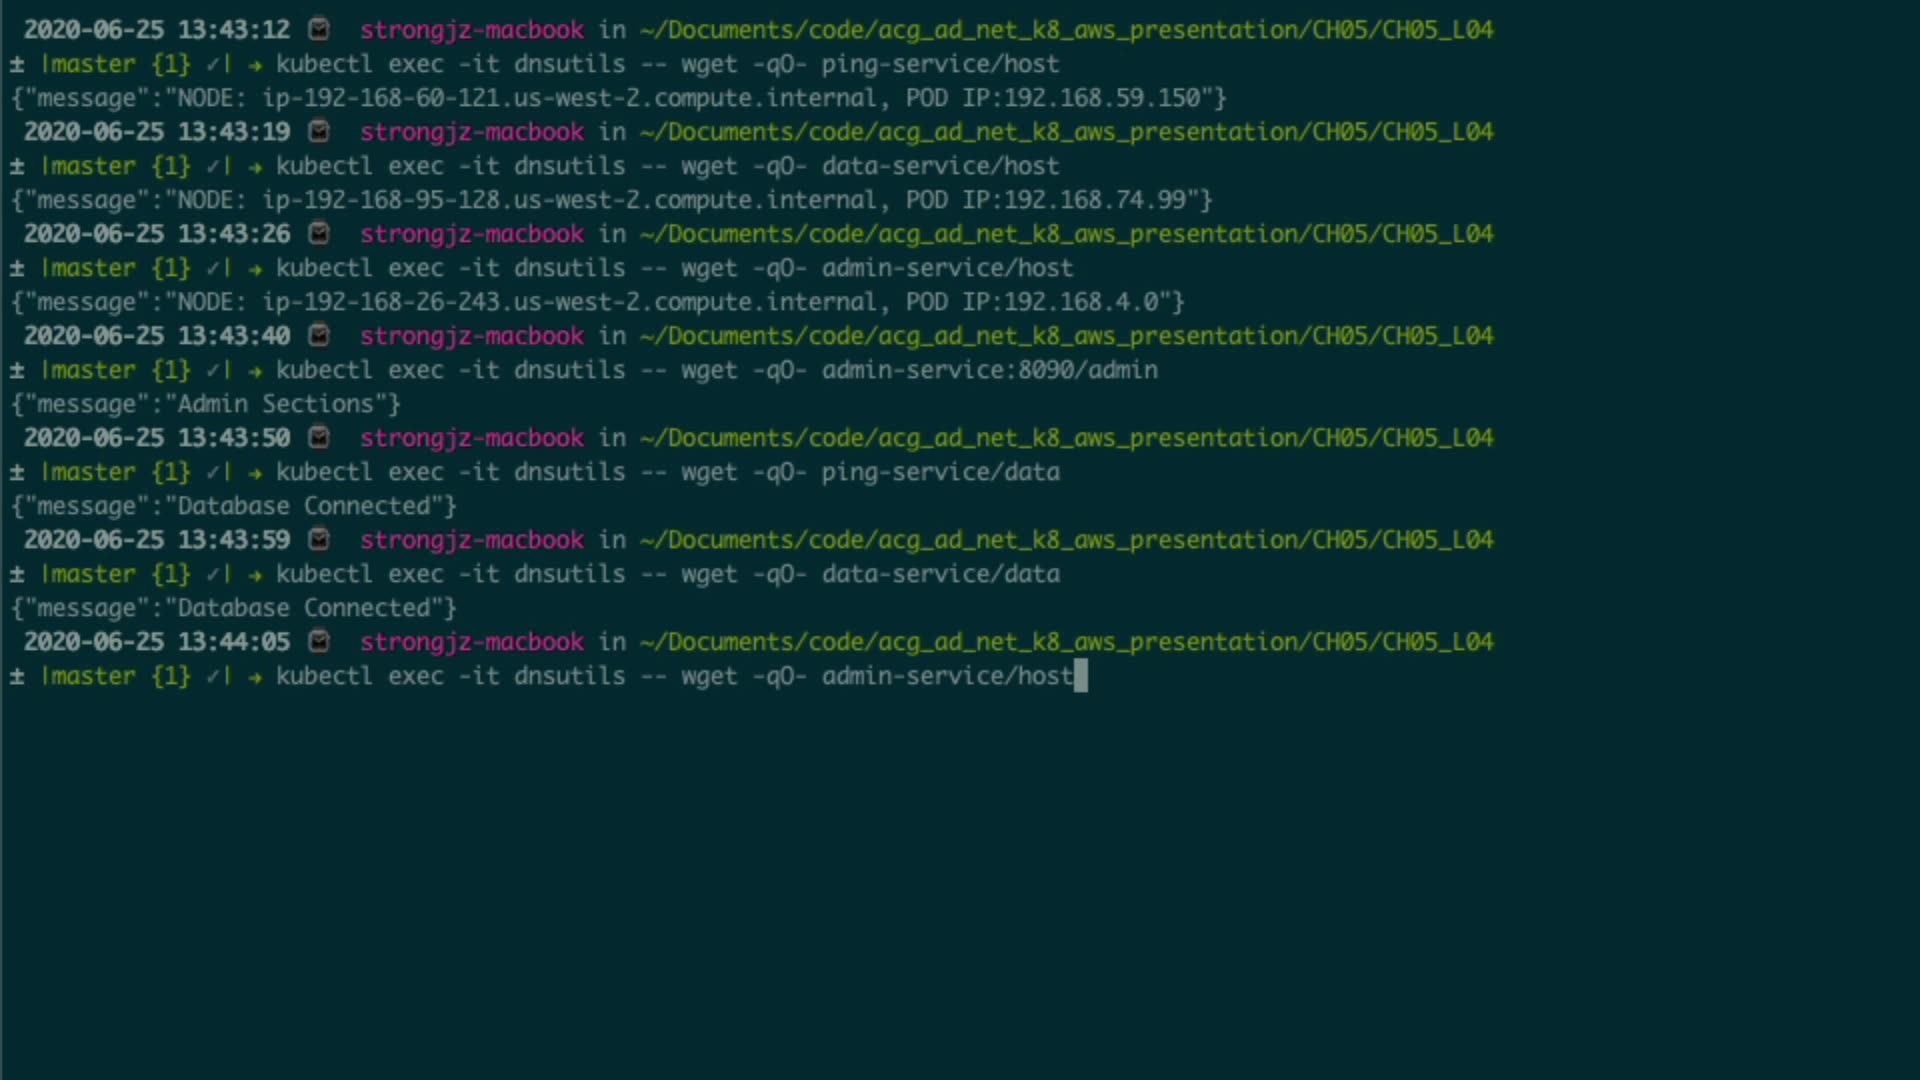 2020-06-25 13:43:12 strongjz-macbook in ~/Documents/code/acg_ad_net_k8_aws_presentation/CH05/CH05_L04
± |master {1} ✓| → kubectl exec -it dnsutils -- wget -qO- ping-service/host
{"message":"NODE: ip-192-168-60-121.us-west-2.compute.internal, POD IP:192.168.59.150"}
2020-06-25 13:43:19 strongjz-macbook in ~/Documents/code/acg_ad_net_k8_aws_presentation/CH05/CH05_L04
± |master {1} ✓| → kubectl exec -it dnsutils -- wget -qO- data-service/host
{"message":"NODE: ip-192-168-95-128.us-west-2.compute.internal, POD IP:192.168.74.99"}
2020-06-25 13:43:26 strongjz-macbook in ~/Documents/code/acg_ad_net_k8_aws_presentation/CH05/CH05_L04
± |master {1} ✓| → kubectl exec -it dnsutils -- wget -qO- admin-service/host
{"message":"NODE: ip-192-168-26-243.us-west-2.compute.internal, POD IP:192.168.4.0"}
2020-06-25 13:43:40 strongjz-macbook in ~/Documents/code/acg_ad_net_k8_aws_presentation/CH05/CH05_L04
± |master {1} ✓| → kubectl exec -it dnsutils -- wget -qO- admin-service:8090/admin
{"message":"Admin Sections"}
2020-06-25 13:43:50 strongjz-macbook in ~/Documents/code/acg_ad_net_k8_aws_presentation/CH05/CH05_L04
± |master {1} ✓| → kubectl exec -it dnsutils -- wget -qO- ping-service/data
{"message":"Database Connected"}
2020-06-25 13:43:59 strongjz-macbook in ~/Documents/code/acg_ad_net_k8_aws_presentation/CH05/CH05_L04
± |master {1} ✓| → kubectl exec -it dnsutils -- wget -qO- data-service/data
{"message":"Database Connected"}
2020-06-25 13:44:05 strongjz-macbook in ~/Documents/code/acg_ad_net_k8_aws_presentation/CH05/CH05_L04
± |master {1} ✓| → kubectl exec -it dnsutils -- wget -qO- admin-service/host